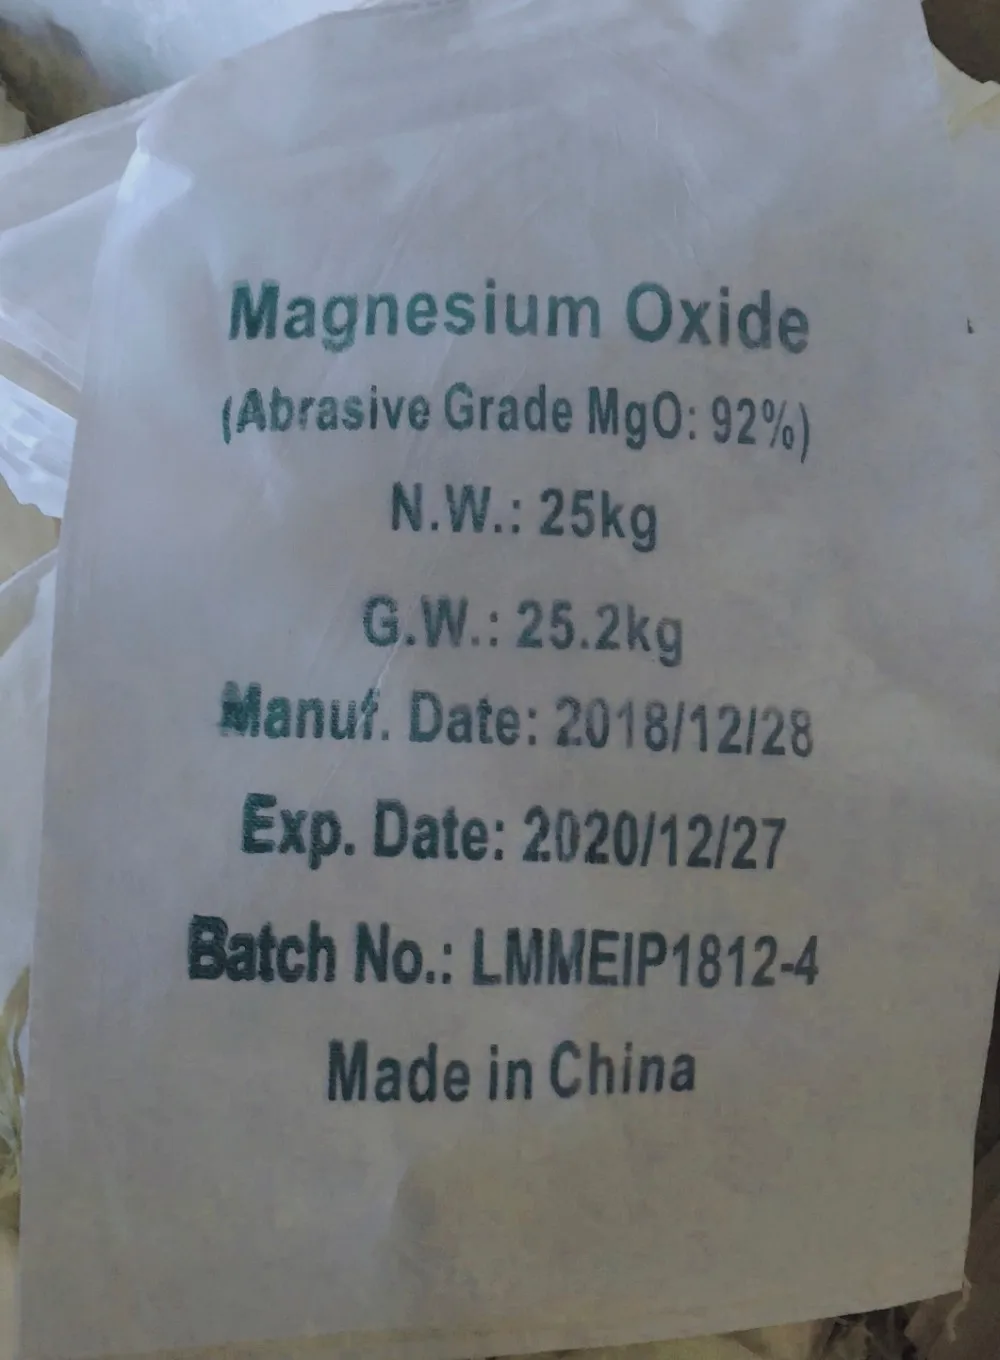 Magnesium Oxide
(Abrasive Grade MgO: 92%)
N.W.: 25kg
G.W.: 25.2kg
Manuf. Date: 2018/12/28
Exp. Date: 2020/12/27
Batch No.: LMMEIP1812-4
Made in China